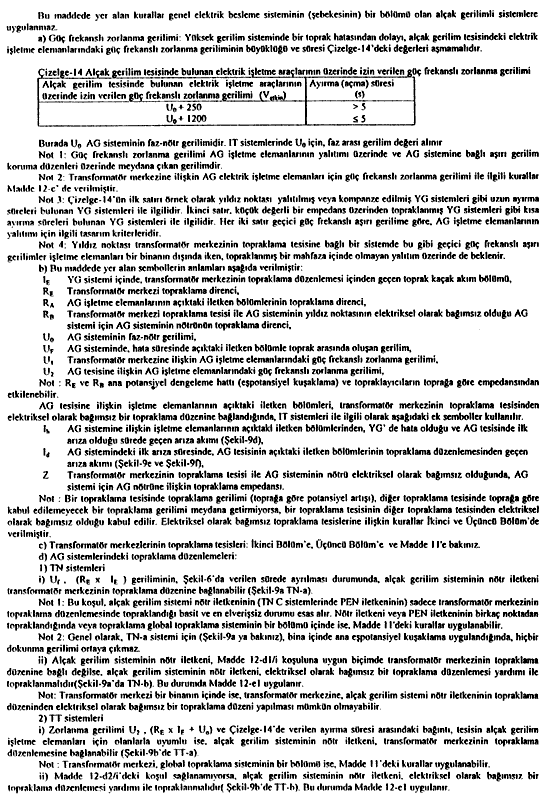 Bu maddede yer alan kurallar genel elektrik besleme sisteminin (şebekesinin) bir bölümü olan alçak gerilimli sistemlere
uygulanmaz.
a) Güç frekanslı zorlanma gerilimi: Yüksek gerilim sisteminde bir toprak hatasından dolayı, alçak gerilim tesisindeki elektrik
işletme elemanlarındaki güç frekanslı zorlanma geriliminin büyüklüğü ve süresi Çizelge-14'deki değerleri aşmamalıdır.
Çizelge-14 Alçak gerilim tesisinde bulunan elektrik işletme araçlarının üzerinde izin verilen güç frekanslı zorlanma gerilimi
Alçak gerilim tesisinde bulunan elektrik işletme araçlarının Ayırma (açma) süresi
üzerinde izin verilen güç frekanslı zorlanma gerilimi (Vetkin) (s)
U0 + 250 > 5
U0 + 1200 ≤ 5
Burada U0 AG sisteminin faz-nötr gerilimidir. IT sistemlerinde U0 için, faz arası gerilim değeri alınır
Not 1: Güç frekanslı zorlanma gerilimi AG işletme elemanlarının yalıtımı üzerinde ve AG sistemine bağlı aşırı gerilim
koruma düzenleri üzerinde meydana çıkan gerilimdir.
Not 2: Transformatör merkezine ilişkin AG elektrik işletme elemanları için güç frekanslı zorlanma gerilimi ile ilgili kurallar
Madde 12-c' de verilmiştir.
Not 3: Çizelge-14'ün ilk satırı örnek olarak yıldız noktası yalıtılmış veya kompanze edilmiş YG sistemleri gibi uzun ayırma
süreleri bulunan YG sistemleri ile ilgilidir. İkinci satır, küçük değerli bir empedans üzerinden topraklanmış YG sistemleri gibi kısa
ayırma süreleri bulunan YG sistemleri ile ilgilidir. Her iki satır geçici güç frekanslı aşırı gerilime göre, AG işletme elemanlarının
yalıtımı için ilgili tasarım kriterleridir.
Not 4: Yıldız noktası transformatör merkezinin topraklama tesisine bağlı bir sistemde bu gibi geçici güç frekanslı aşırı
gerilimler işletme elemanları bir binanın dışında iken, topraklanmış bir mahfaza içinde olmayan yalıtım üzerinde de beklenir.
b) Bu maddede yer alan sembollerin anlamları aşağıda verilmiştir:
IE YG sistemi içinde, transformatör merkezinin topraklama düzenlemesi içinden geçen toprak kaçak akım bölümü,
RE Transformatör merkezi topraklama direnci,
RA AG işletme elemanlarının açıktaki iletken bölümlerinin topraklama direnci,
RB Transformatör merkezi topraklama tesisi ile AG sisteminin yıldız noktasının elektriksel olarak bağımsız olduğu AG
sistemi için AG sisteminin nötrünün topraklama direnci,
U0 AG sisteminin faz-nötr gerilimi,
UF AG sisteminde, hata süresinde açıktaki iletken bölümle toprak arasında oluşan gerilim,
U1 Transformatör merkezine ilişkin AG işletme elemanlarındaki güç frekanslı zorlanma gerilimi,
U2 AG tesisine ilişkin AG işletme elemanlarındaki güç frekanslı zorlanma gerilimi,
Not : RE ve RB ana potansiyel dengeleme hattı (eşpotansiyel kuşaklama) ve topraklayıcıların toprağa göre empedansından
etkilenebilir.
AG tesisine ilişkin işletme elemanlarının açıktaki iletken bölümleri, transformatör merkezinin topraklama tesisinden
elektriksel olarak bağımsız bir topraklama düzenine bağlandığında, IT sistemleri ile ilgili olarak aşağıdaki ek semboller kullanılır.
Ih AG sistemine ilişkin işletme elemanlarının açıktaki iletken bölümlerinden, YG' de hata olduğu ve AG tesisinde ilk
arıza olduğu sürede geçen arıza akımı (Şekil-9d),
Id AG sistemindeki ilk arıza süresinde, AG tesisinin açıktaki iletken bölümlerinin topraklama düzenlemesinden geçen
arıza akımı (Şekil-9e ve Şekil-9f),
Z Transformatör merkezinin topraklama tesisi ile AG sisteminin nötrü elektriksel olarak bağımsız olduğunda, AG
sistemi için AG nötrüne ilişkin topraklama empedansı.
Not : Bir topraklama tesisinde topraklama gerilimi (toprağa göre potansiyel artışı), diğer topraklama tesisinde toprağa göre
kabul edilemeyecek bir topraklama gerilimi meydana getirmiyorsa, bir topraklama tesisinin diğer topraklama tesisinden elektriksel
olarak bağımsız olduğu kabul edilir. Elektriksel olarak bağımsız topraklama tesislerine ilişkin kurallar İkinci ve Üçüncü Bölüm'de
verilmiştir.
c) Transformatör merkezlerinin topraklama tesisleri: İkinci Bölüm'e, Üçüncü Bölüm'e ve Madde 11'e bakınız.
d) AG sistemlerindeki topraklama düzenlemeleri:
1) TN sistemleri
i) UF , (RE x IE ) geriliminin, Şekil-6'da verilen sürede ayrılması durumunda, alçak gerilim sisteminin nötr iletkeni
transformatör merkezinin topraklama düzenine bağlanabilir (Şekil-9a TN-a).
Not 1: Bu koşul, alçak gerilim sistemi nötr iletkeninin (TN C sistemlerinde PEN iletkeninin) sadece transformatör merkezinin
topraklama düzenlemesinde topraklandığı basit ve en elverişsiz durumu esas alır. Nötr iletkeni veya PEN iletkeninin birkaç noktadan
topraklandığında veya topraklama global topraklama sisteminin bir bölümü içinde ise, Madde 11'deki kurallar uygulanabilir.
Not 2: Genel olarak, TN-a sistemi için (Şekil-9a ya bakınız), bina içinde ana eşpotansiyel kuşaklama uygulandığında, hiçbir
dokunma gerilimi ortaya çıkmaz.
ii) Alçak gerilim sisteminin nötr iletkeni, Madde 12-d1/i koşuluna uygun biçimde transformatör merkezinin topraklama
düzenine bağlı değilse, alçak gerilim sisteminin nötr iletkeni, elektriksel olarak bağımsız bir topraklama düzenlemesi yardımı ile
topraklanmalıdır(Şekil-9a'da TN-b). Bu durumda Madde 12-e1 uygulanır.
Not: Transformatör merkezi bir binanın içinde ise, transformatör merkezine, alçak gerilim sistemi nötr iletkeninin topraklama
düzeninden elektriksel olarak bağımsız bir topraklama düzeni yapılması mümkün olmayabilir.
2) TT sistemleri
i) Zorlanma gerilimi U2 , (RE x IE + U0) ve Çizelge-14'de verilen ayırma süresi arasındaki bağıntı, tesisin alçak gerilim
işletme elemanları için olanlarla uyumlu ise, alçak gerilim sisteminin nötr iletkeni, transformatör merkezinin topraklama
düzenlemesine bağlanabilir (Şekil-9b'de TT-a).
Not : Transformatör merkezi, global topraklama sisteminin bir bölümü ise, Madde 11'deki kurallar uygulanabilir.
ii) Madde 12-d2/i'deki koşul sağlanamıyorsa, alçak gerilim sisteminin nötr iletkeni, elektriksel olarak bağımsız bir
topraklama düzenlemesi yardımı ile topraklanmalıdır( Şekil-9b'de TT-b). Bu durumda Madde 12-e1 uygulanır.